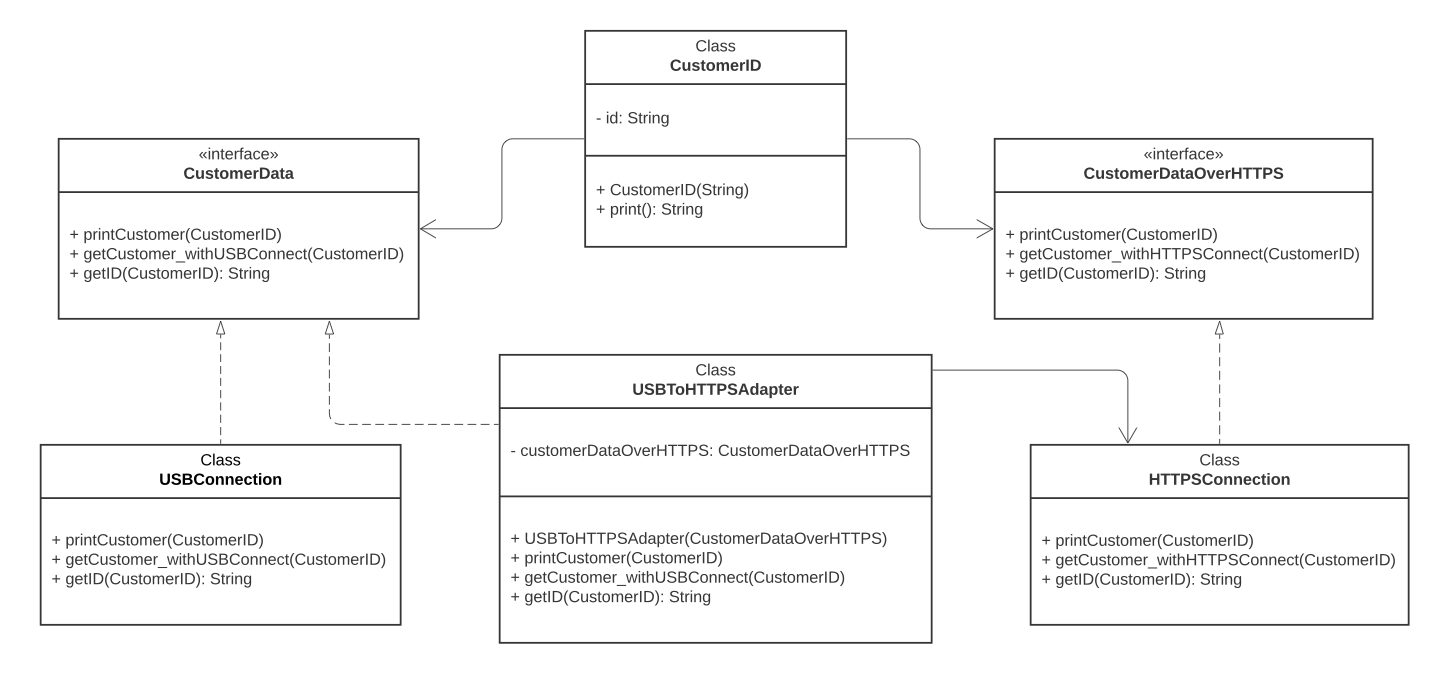 Class
CustomerID
- id: String
+ CustomerID(String)
+ print(): String
«interface»
CustomerData
+ printCustomer(CustomerID)
+ getCustomer_withUSBConnect(CustomerID)
+ getID(CustomerID): String
«interface»
CustomerDataOverHTTPS
+ printCustomer(CustomerID)
+ getCustomer_withHTTPSConnect(CustomerID)
+ getID(CustomerID): String
Class
USBToHTTPSAdapter
- customerDataOverHTTPS: CustomerDataOverHTTPS
+ USBToHTTPSAdapter(CustomerDataOverHTTPS)
+ printCustomer(CustomerID)
+ getCustomer_withUSBConnect(CustomerID)
+ getID(CustomerID): String
Class
USBConnection
+ printCustomer(CustomerID)
+ getCustomer_withUSBConnect(CustomerID)
+ getID(CustomerID): String
Class
HTTPSConnection
+ printCustomer(CustomerID)
+ getCustomer_withHTTPSConnect(CustomerID)
+ getID(CustomerID): String